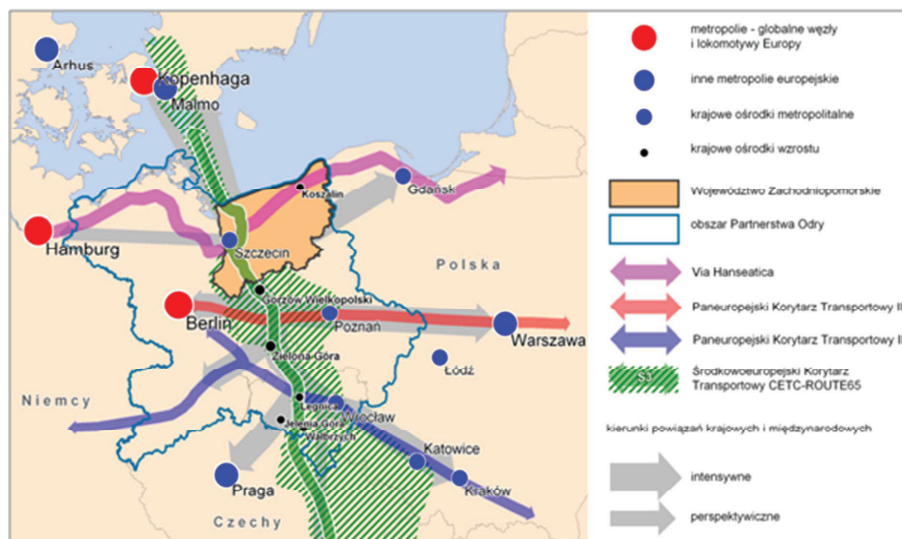 Arhus
Kopenhaga
Malmo
Koszalin
Gdańsk
Hamburg
Szczecin
Polska
Gorzów Wielkopolski
Berlin
Poznań
Warszawa
Zielona Góra
Łódź
Niemcy
Legnica
Wrocław
Jelenia Góra
Wałbrzych
Katowice
Praga
Kraków
Czechy
metropolie - globalne węzły
i lokomotywy Europy
inne metropolie europejskie
krajowe ośrodki metropolitalne
krajowe ośrodki wzrostu
Województwo Zachodniopomorskie
obszar Partnerstwa Odry
Via Hanseatica
Paneuropejski Korytarz Transportowy II
Paneuropejski Korytarz Transportowy II
Środkowoeuropejski Korytarz
Transportowy CETC-ROUTE65
kierunki powiązań krajowych i międzynarodowych
intensywne
perspektywiczne